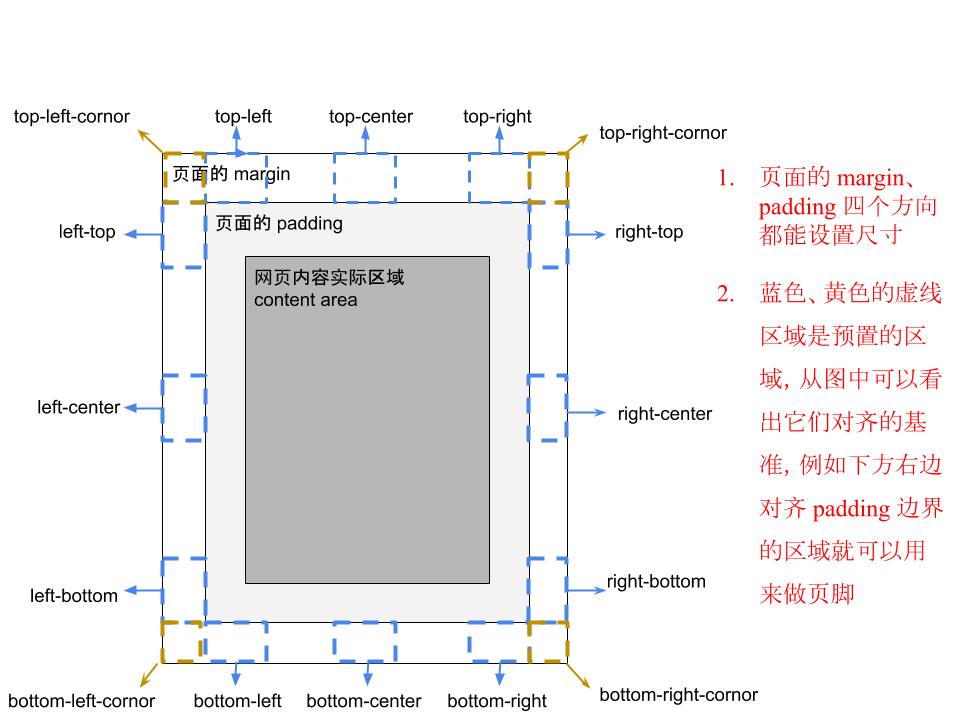 top-left-cornor
top-left
top-center
top-right
top-right-cornor
页面的 margin
left-top
页面的 padding
right-top
网页内容实际区域
content area
left-center
right-center
left-bottom
right-bottom
bottom-left-cornor
bottom-left
bottom-center
bottom-right
bottom-right-cornor
1. 页面的 margin、
padding 四个方向
都能设置尺寸
2. 蓝色、黄色的虚线
区域是预置的区
域, 从图中可以看
出它们对齐的基
准, 例如下方右边
对齐 padding 边界
的区域就可以用
来做页脚